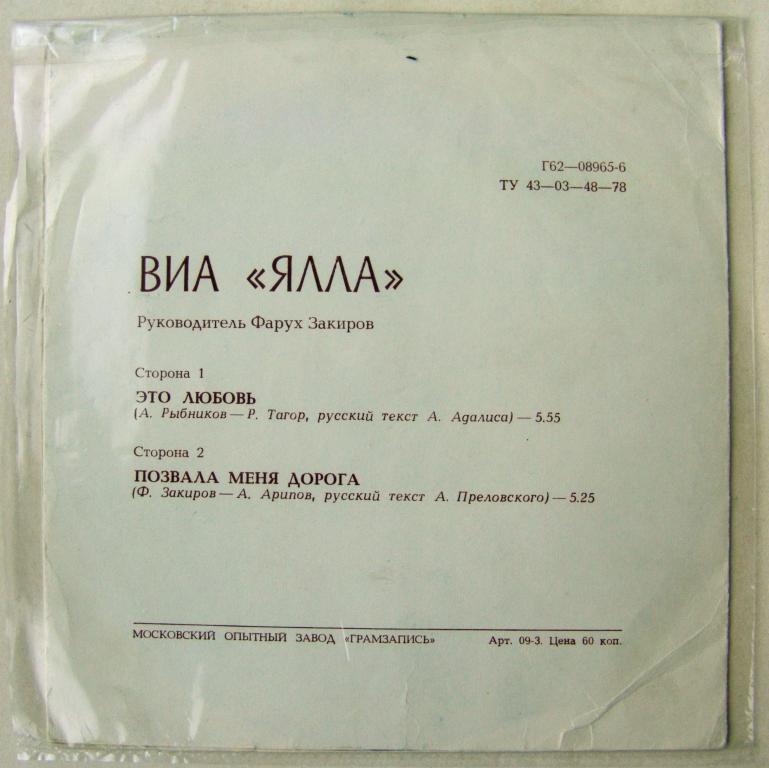 Г62—08965-6
ТУ 43—03—48—78
ВИА «ЯЛЛА»
Руководитель Фарух Закиров
Сторона 1
ЭТО ЛЮБОВЬ
(А. Рыбников — Р. Тагор, русский текст А. Адалиса) — 5.55
Сторона 2
ПОЗВАЛА МЕНЯ ДОРОГА
(Ф. Закиров — А. Арипов, русский текст А. Преловского) — 5.25
МОСКОВСКИЙ ОПЫТНЫЙ ЗАВОД «ГРАМЗАПИСЬ» Арт. 09-3. Цена 60 коп.